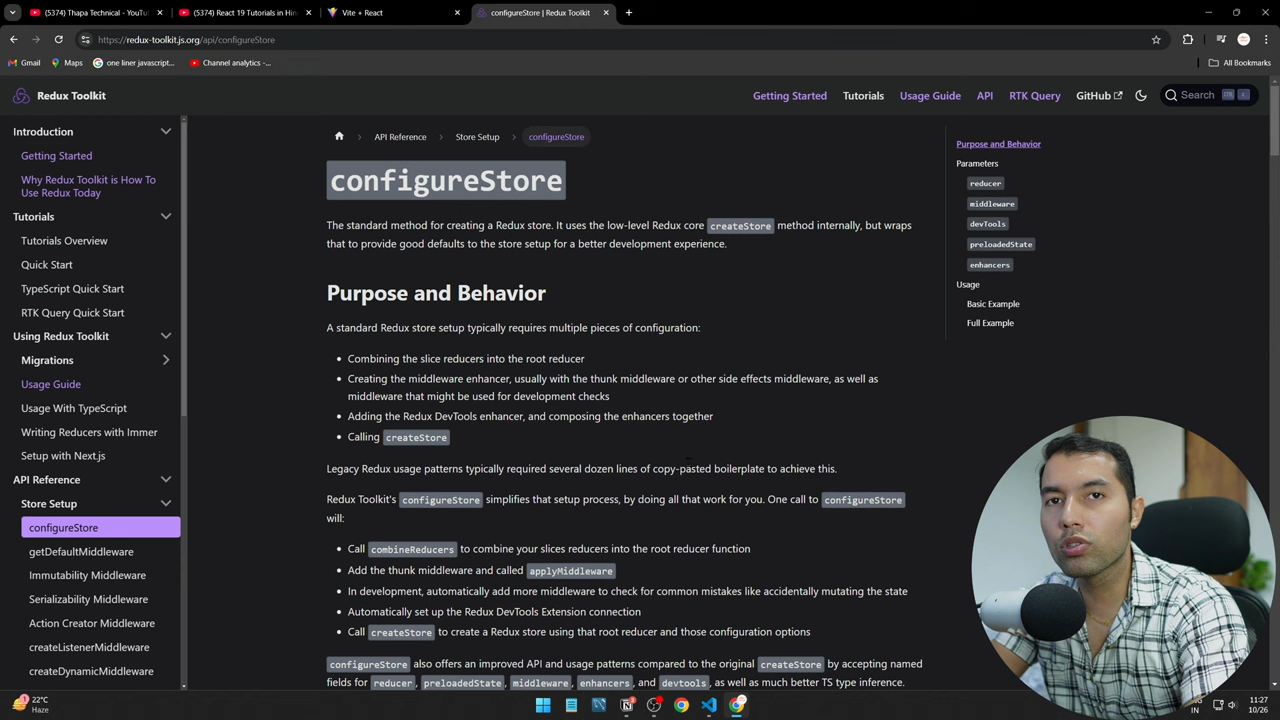 (5374) Thapa Technical - YouTu
(5374) React 19 Tutorials in Hin
Vite + React
configureStore | Redux Toolkit
https://redux-toolkit.js.org/api/configureStore
Gmail
Maps
one liner javascript...
Channel analytics -...
All Bookmarks
Redux Toolkit
Getting Started
Tutorials
Usage Guide
API
RTK Query
GitHub
Search
CTRL
K
Introduction
Getting Started
Why Redux Toolkit is How To
Use Redux Today
Tutorials
Tutorials Overview
Quick Start
TypeScript Quick Start
RTK Query Quick Start
Using Redux Toolkit
Migrations
Usage Guide
Usage With TypeScript
Writing Reducers with Immer
Setup with Next.js
API Reference
Store Setup
configureStore
getDefaultMiddleware
Immutability Middleware
Serializability Middleware
Action Creator Middleware
createListenerMiddleware
createDynamicMiddleware
API Reference
Store Setup
configureStore
configureStore
The standard method for creating a Redux store. It uses the low-level Redux core createStore method internally, but wraps
that to provide good defaults to the store setup for a better development experience.
Purpose and Behavior
A standard Redux store setup typically requires multiple pieces of configuration:
• Combining the slice reducers into the root reducer
• Creating the middleware enhancer, usually with the thunk middleware or other side effects middleware, as well as
middleware that might be used for development checks
• Adding the Redux DevTools enhancer, and composing the enhancers together
• Calling createStore
Legacy Redux usage patterns typically required several dozen lines of copy-pasted boilerplate to achieve this.
Redux Toolkit's configureStore simplifies that setup process, by doing all that work for you. One call to configureStore
will:
• Call combineReducers to combine your slices reducers into the root reducer function
• Add the thunk middleware and called applyMiddleware
• In development, automatically add more middleware to check for common mistakes like accidentally mutating the state
• Automatically set up the Redux DevTools Extension connection
• Call createStore to create a Redux store using that root reducer and those configuration options
configureStore also offers an improved API and usage patterns compared to the original createStore by accepting named
fields for reducer, preloadedState, middleware, enhancers, and devtools, as well as much better TS type inference.
Purpose and Behavior
Parameters
reducer
middleware
devTools
preloadedState
enhancers
Usage
Basic Example
Full Example
22°C
Haze
IN
11:27
10/26